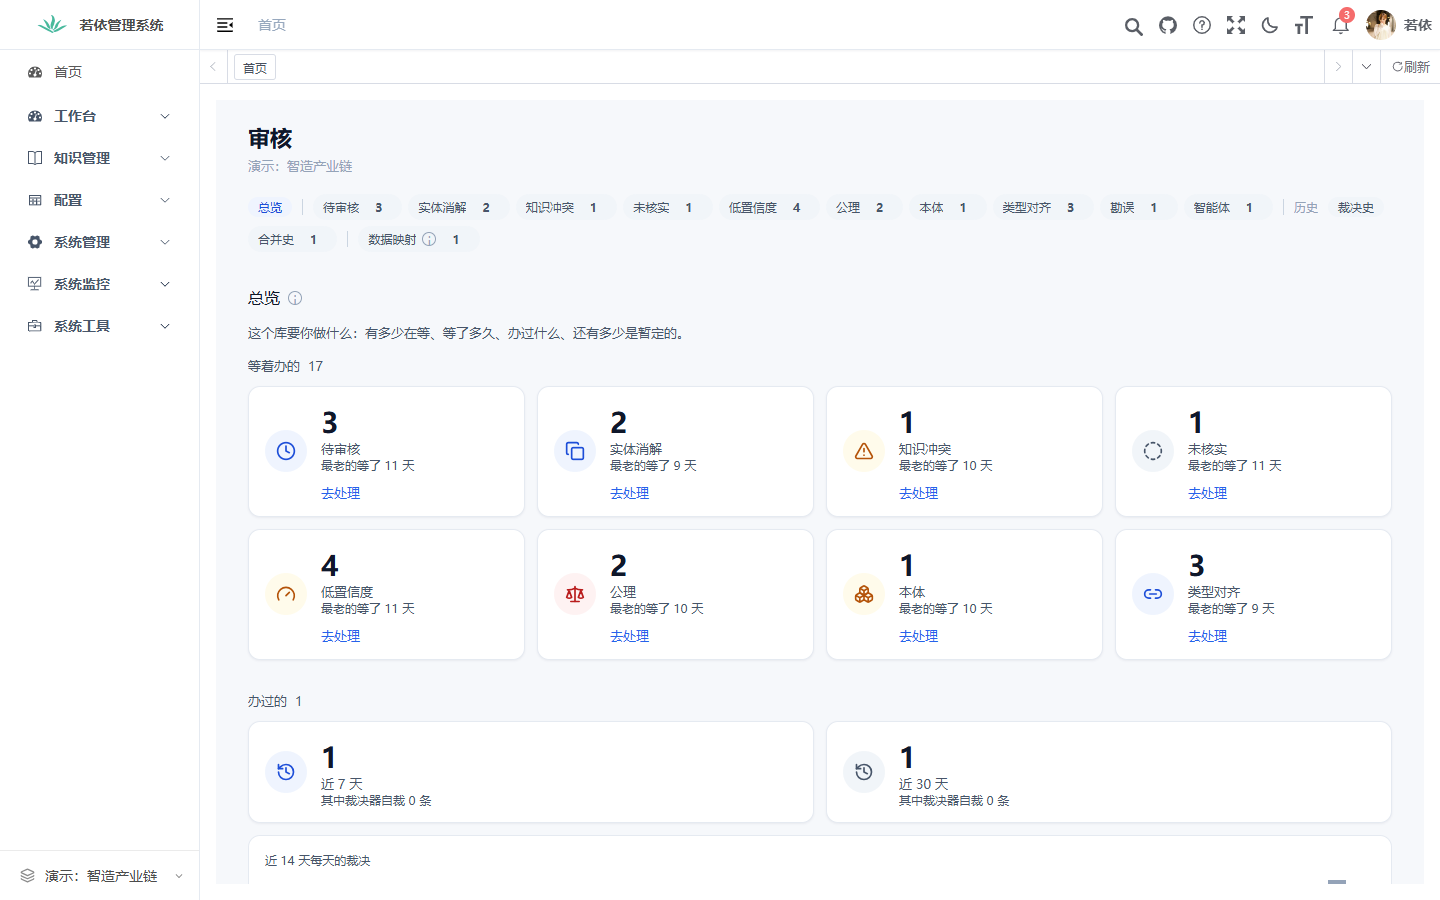 若依管理系统
首页
3
若依
首页
刷新
首页
工作台
知识管理
配置
系统管理
系统监控
系统工具
演示：智造产业链
审核
演示：智造产业链
总览 待审核 3 实体消解 2 知识冲突 1 未核实 1 低置信度 4 公理 2 本体 1 类型对齐 3 勘误 1 智能体 1 历史 裁决史
合并史 1 数据映射 1
总览
这个库要你做什么：有多少在等、等了多久、办过什么、还有多少是暂定的。
等着办的 17
3
待审核
最老的等了 11 天
去处理
2
实体消解
最老的等了 9 天
去处理
1
知识冲突
最老的等了 10 天
去处理
1
未核实
最老的等了 11 天
去处理
4
低置信度
最老的等了 11 天
去处理
2
公理
最老的等了 10 天
去处理
1
本体
最老的等了 10 天
去处理
3
类型对齐
最老的等了 9 天
去处理
办过的 1
1
近 7 天
其中裁决器自裁 0 条
1
近 30 天
其中裁决器自裁 0 条
近 14 天每天的裁决